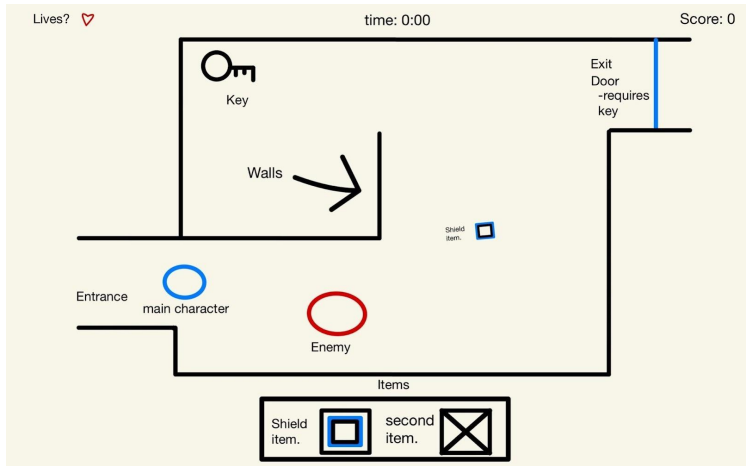 Lives?
time: 0:00
Score: 0
Exit
Door
-requires
key
Key
Walls
Shield
item.
Entrance
main character
Enemy
Items
Shield
item.
second
item.